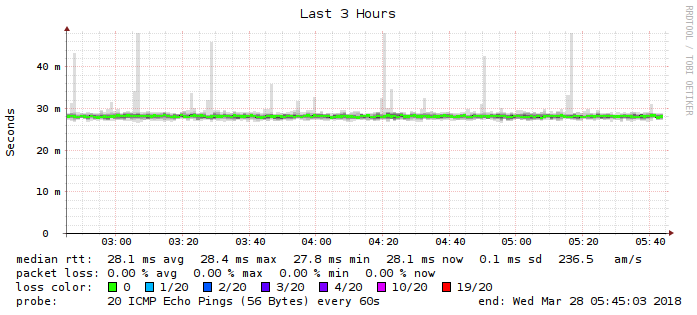 Last 3 Hours
RRDTOOL / TOBI OETIKER
Seconds
40 m
30 m
20 m
10 m
0
03:00 03:20 03:40 04:00 04:20 04:40 05:00 05:20 05:40
median rtt: 28.1 ms avg 28.4 ms max 27.8 ms min 28.1 ms now 0.1 ms sd 236.5 am/s
packet loss: 0.00 % avg 0.00 % max 0.00 % min 0.00 % now
loss color: 0 1/20 2/20 3/20 4/20 10/20 19/20
probe: 20 ICMP Echo Pings (56 Bytes) every 60s end: Wed Mar 28 05:45:03 2018